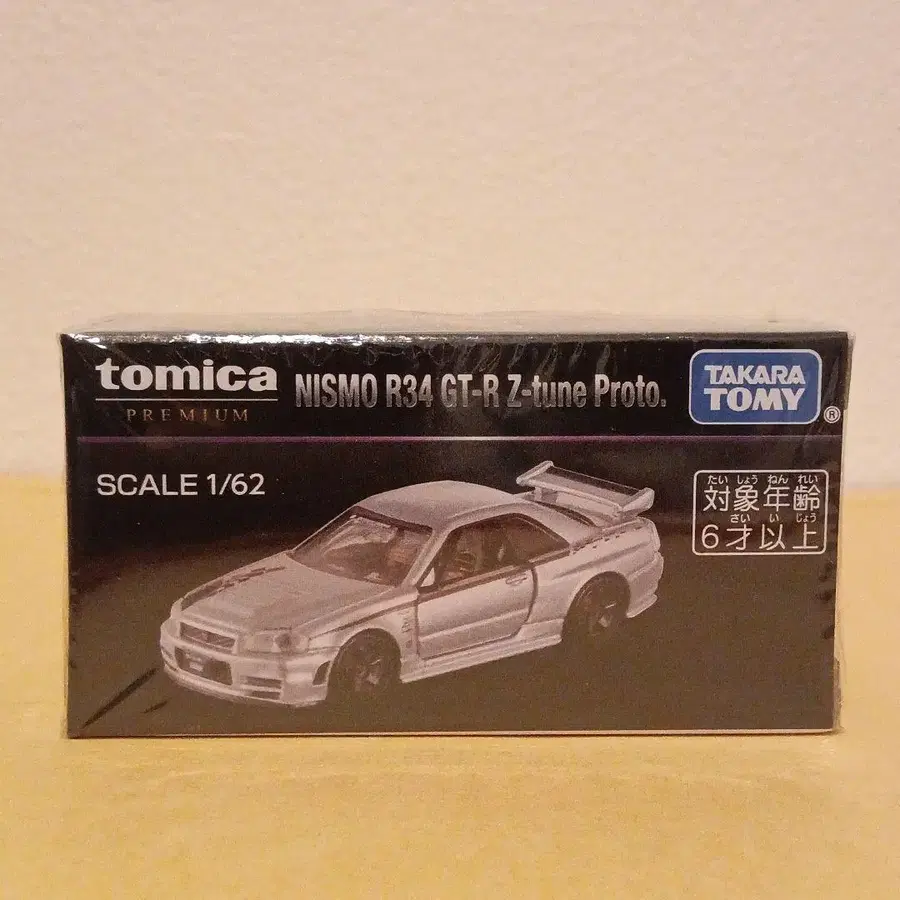 tomica
PREMIUM
NISMO R34 GT-R Z-tune Proto.
TAKARA
TOMY
®
SCALE 1/62
たい しょう ねん れい
対象年齢
さい い じょう
6才以上